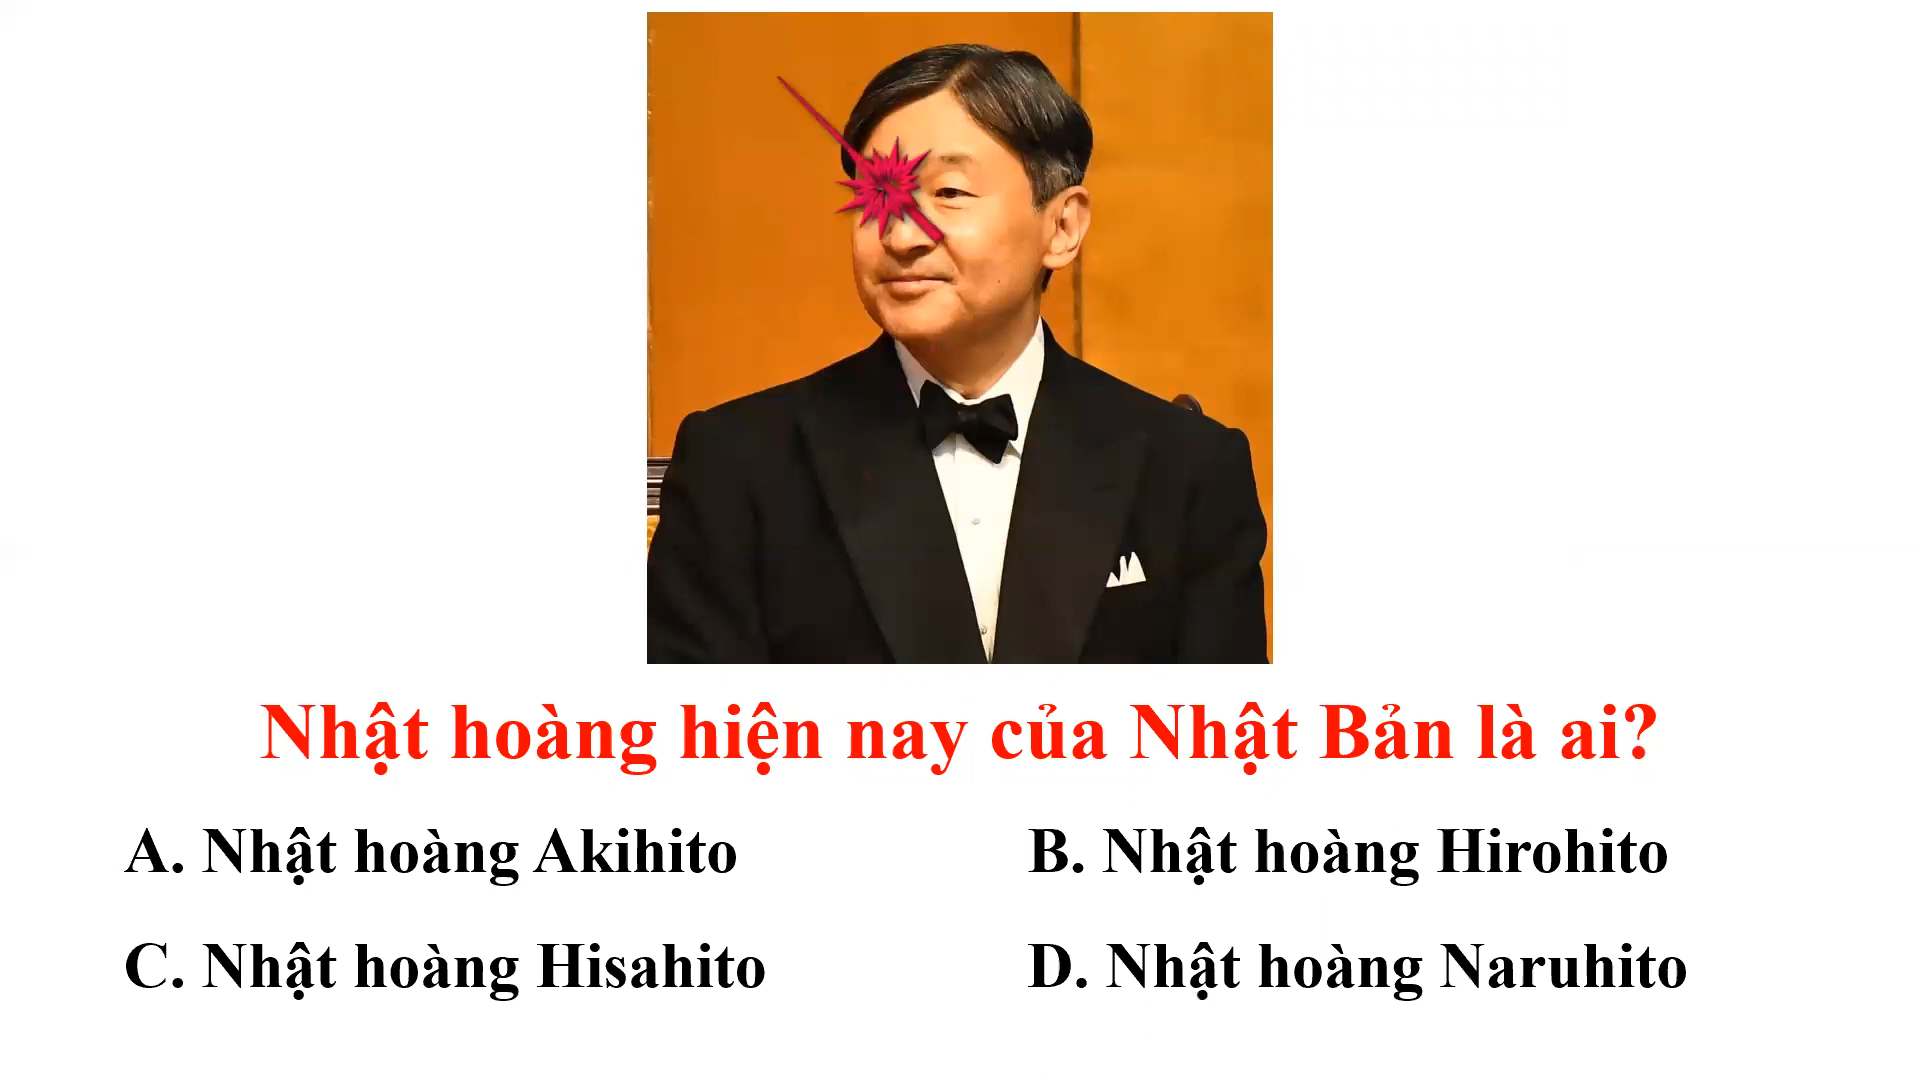 Nhật hoàng hiện nay của Nhật Bản là ai?
A. Nhật hoàng Akihito
B. Nhật hoàng Hirohito
C. Nhật hoàng Hisahito
D. Nhật hoàng Naruhito